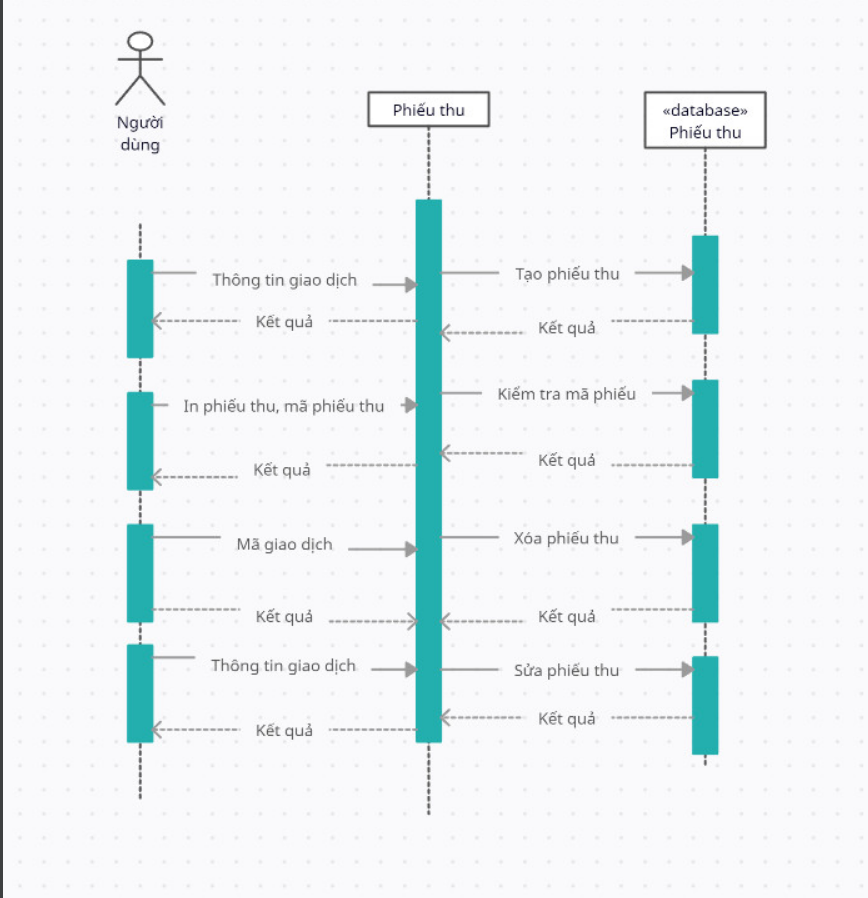 Người
dùng
Phiếu thu
«database»
Phiếu thu
Thông tin giao dịch
Tạo phiếu thu
Kết quả
Kết quả
In phiếu thu, mã phiếu thu
Kiểm tra mã phiếu
Kết quả
Kết quả
Mã giao dịch
Xóa phiếu thu
Kết quả
Kết quả
Thông tin giao dịch
Sửa phiếu thu
Kết quả
Kết quả